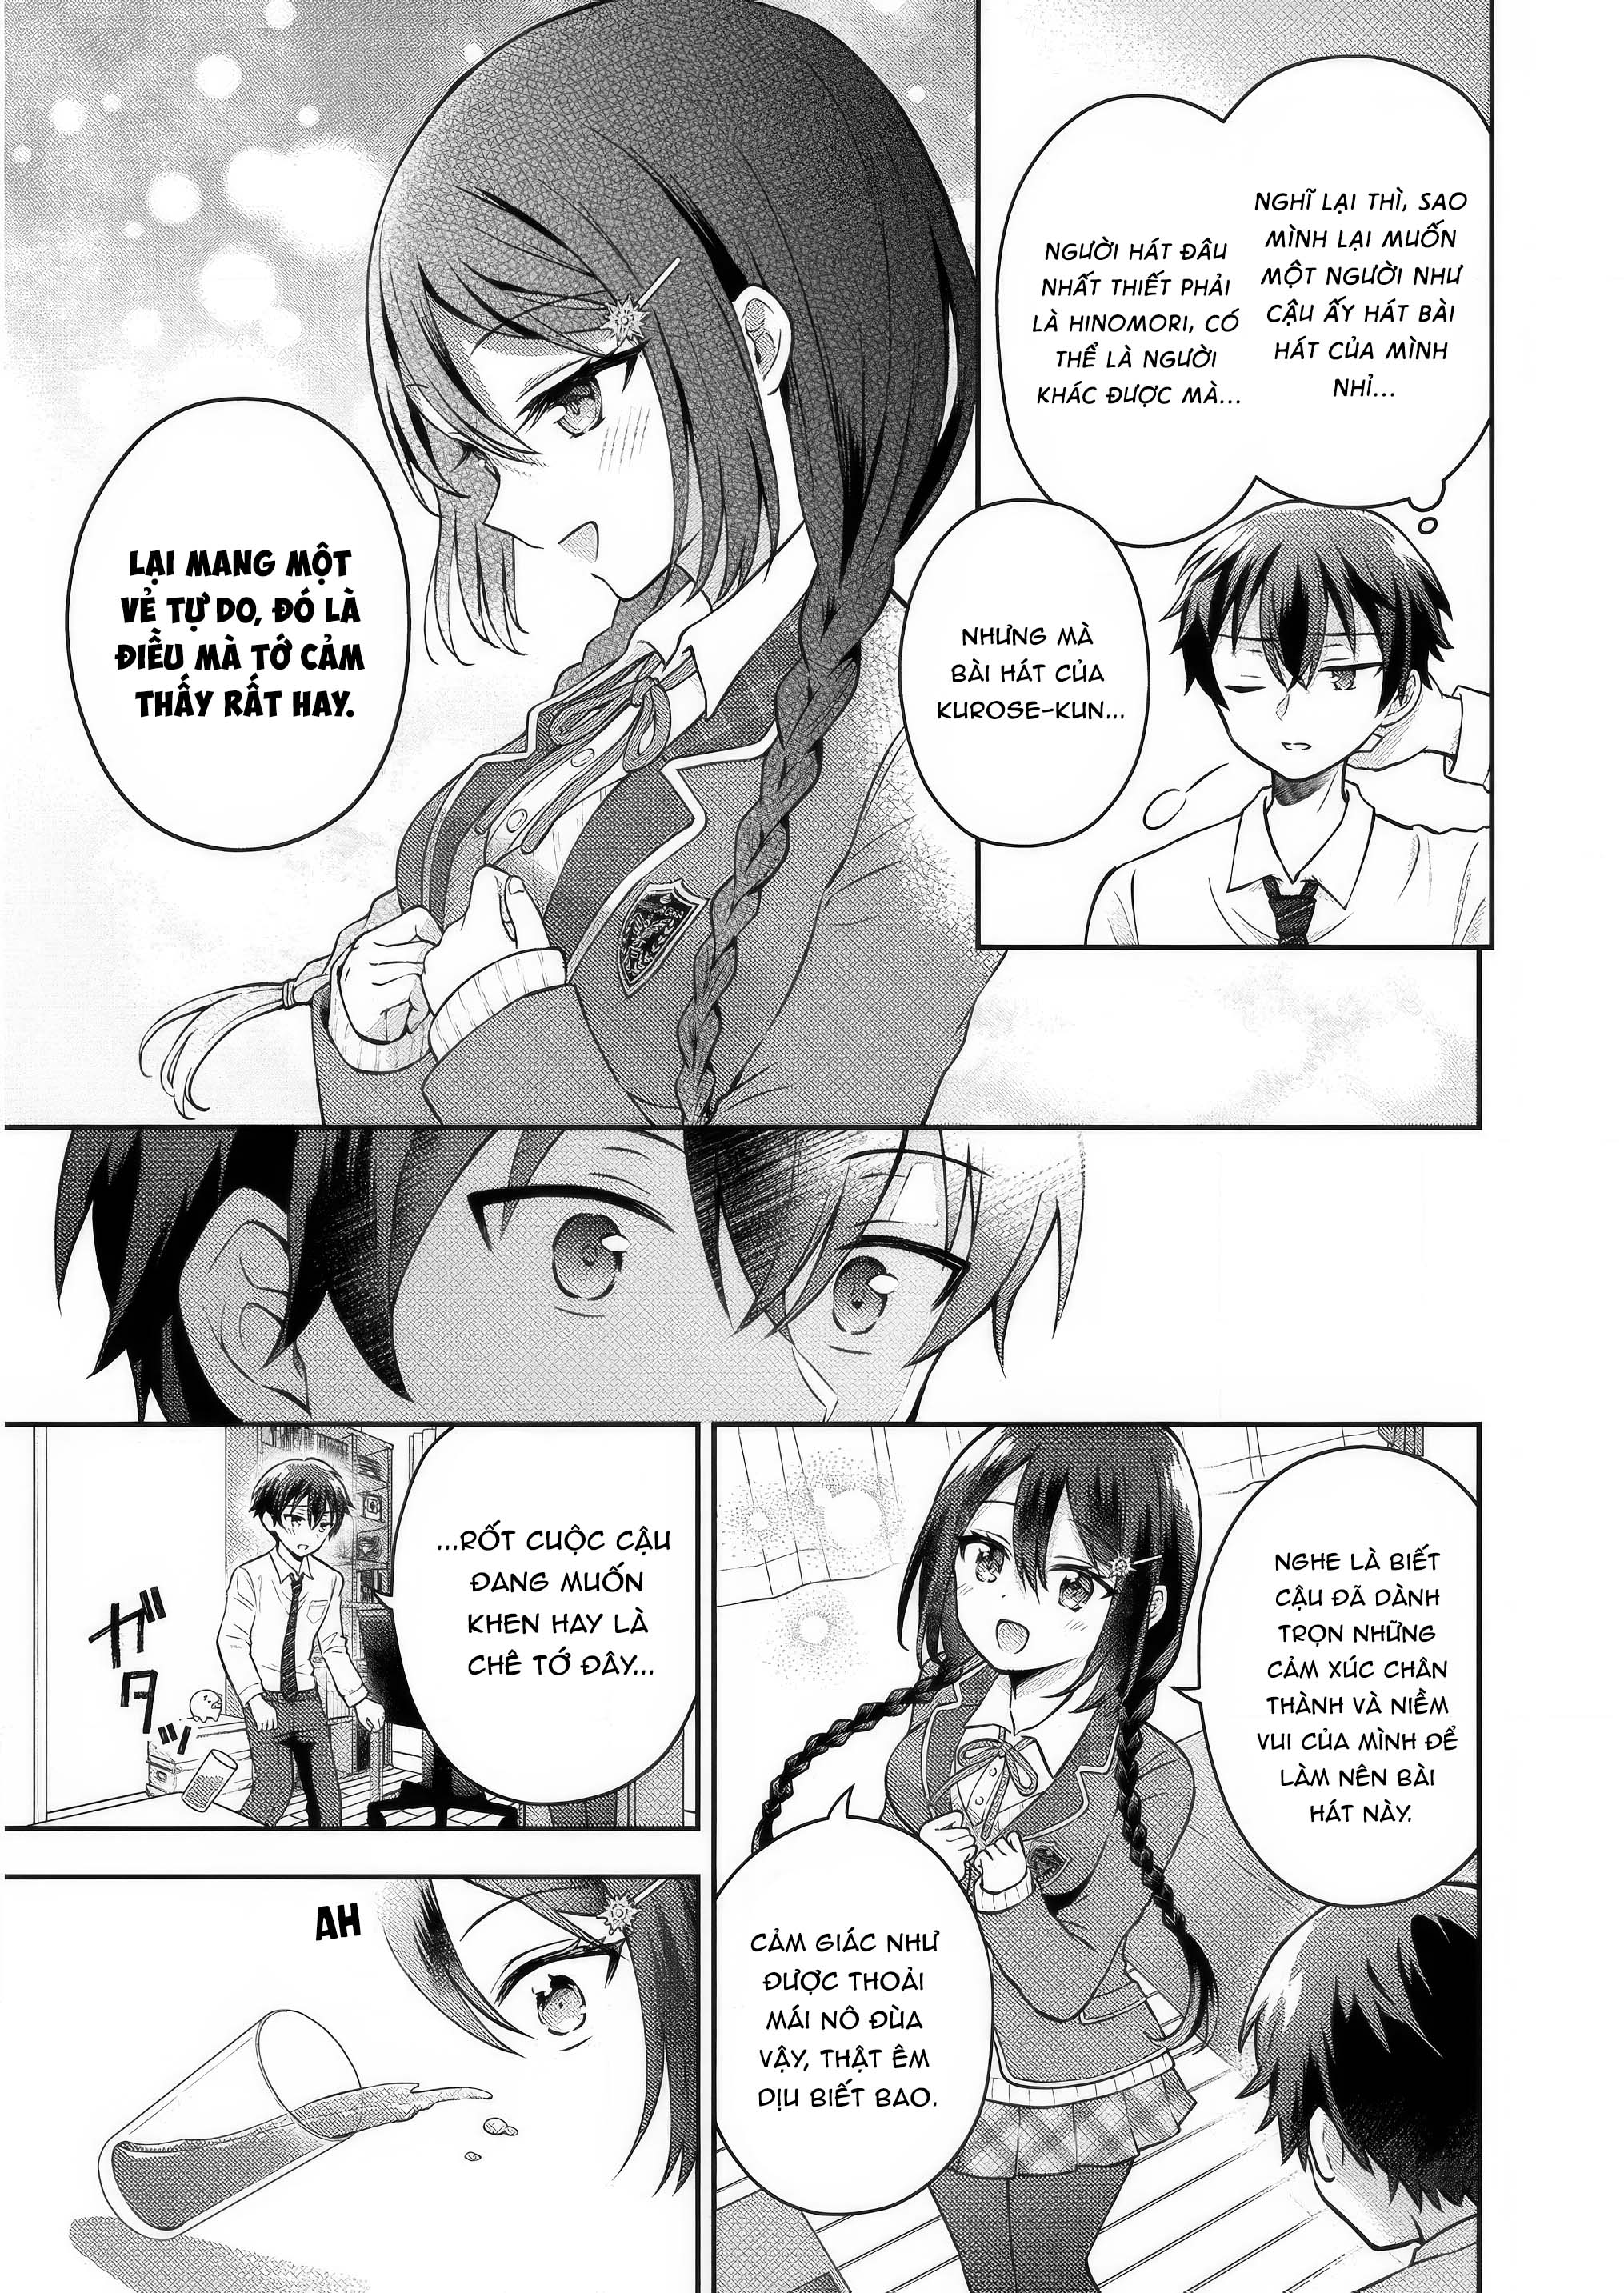 NGHĨ LẠI THÌ, SAO
MÌNH LẠI MUỐN
MỘT NGƯỜI NHƯ
CẬU ẤY HÁT BÀI
HÁT CỦA MÌNH
NHỈ...
NGƯỜI HÁT ĐÂU
NHẤT THIẾT PHẢI
LÀ HINOMORI, CÓ
THỂ LÀ NGƯỜI
KHÁC ĐƯỢC MÀ...
NHƯNG MÀ
BÀI HÁT CỦA
KUROSE-KUN...
LẠI MANG MỘT
VẺ TỰ DO, ĐÓ LÀ
ĐIỀU MÀ TỚ CẢM
THẤY RẤT HAY.
NGHE LÀ BIẾT
CẬU ĐÃ DÀNH
TRỌN NHỮNG
CẢM XÚC CHÂN
THÀNH VÀ NIỀM
VUI CỦA MÌNH ĐỂ
LÀM NÊN BÀI
HÁT NÀY.
CẢM GIÁC NHƯ
ĐƯỢC THOẢI
MÁI NÔ ĐÙA
VẬY, THẬT ÊM
DỊU BIẾT BAO.
...RỐT CUỘC CẬU
ĐANG MUỐN
KHEN HAY LÀ
CHÊ TỚ ĐÂY...
ガタッ
AH